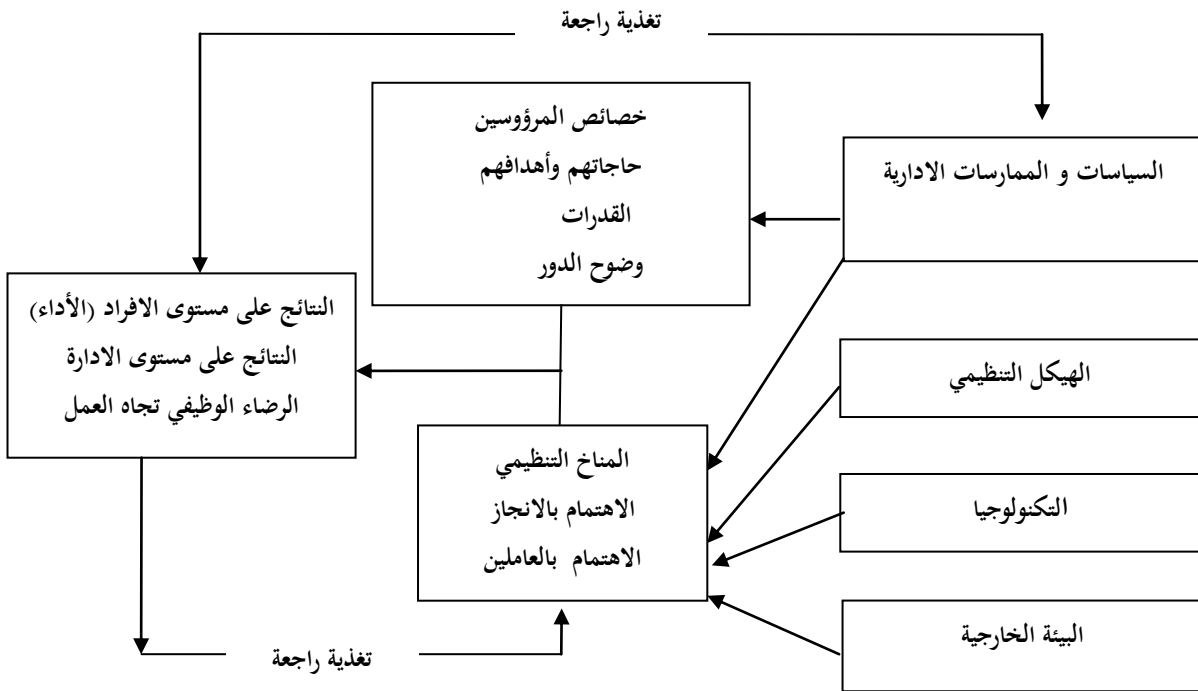 تغذية راجعة
خصائص المرؤوسين
حاجاتهم وأهدافهم
القدرات
وضوح الدور
السياسات و الممارسات الادارية
النتائج على مستوى الافراد (الأداء)
النتائج على مستوى الادارة
الرضاء الوظيفي تجاه العمل
الهيكل التنظيمي
المناخ التنظيمي
الاهتمام بالانجاز
الاهتمام بالعاملين
التكنولوجيا
البيئة الخارجية
تغذية راجعة